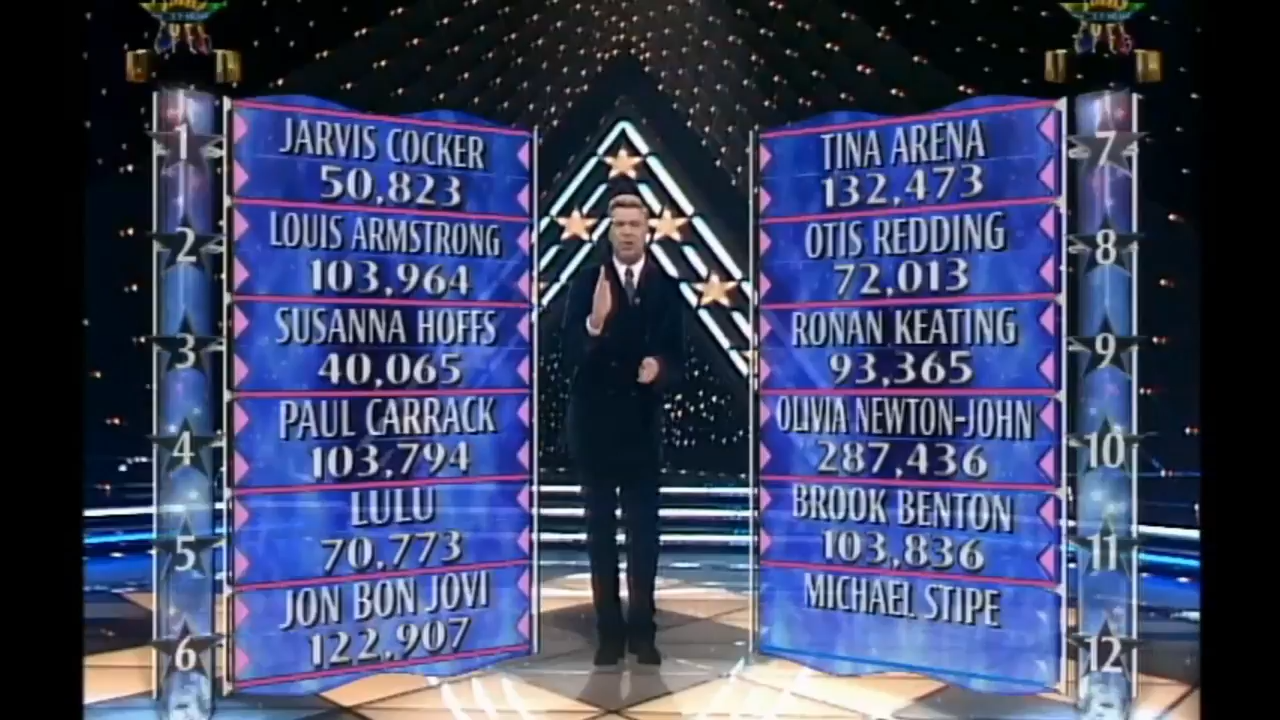 1
JARVIS COCKER
50,823
2
LOUIS ARMSTRONG
103,964
3
SUSANNA HOFFS
40,065
4
PAUL CARRACK
103,794
5
LULU
70,773
6
JON BON JOVI
122,907
7
TINA ARENA
132,473
8
OTIS REDDING
72,013
9
RONAN KEATING
93,365
10
OLIVIA NEWTON-JOHN
287,436
11
BROOK BENTON
103,836
12
MICHAEL STIPE